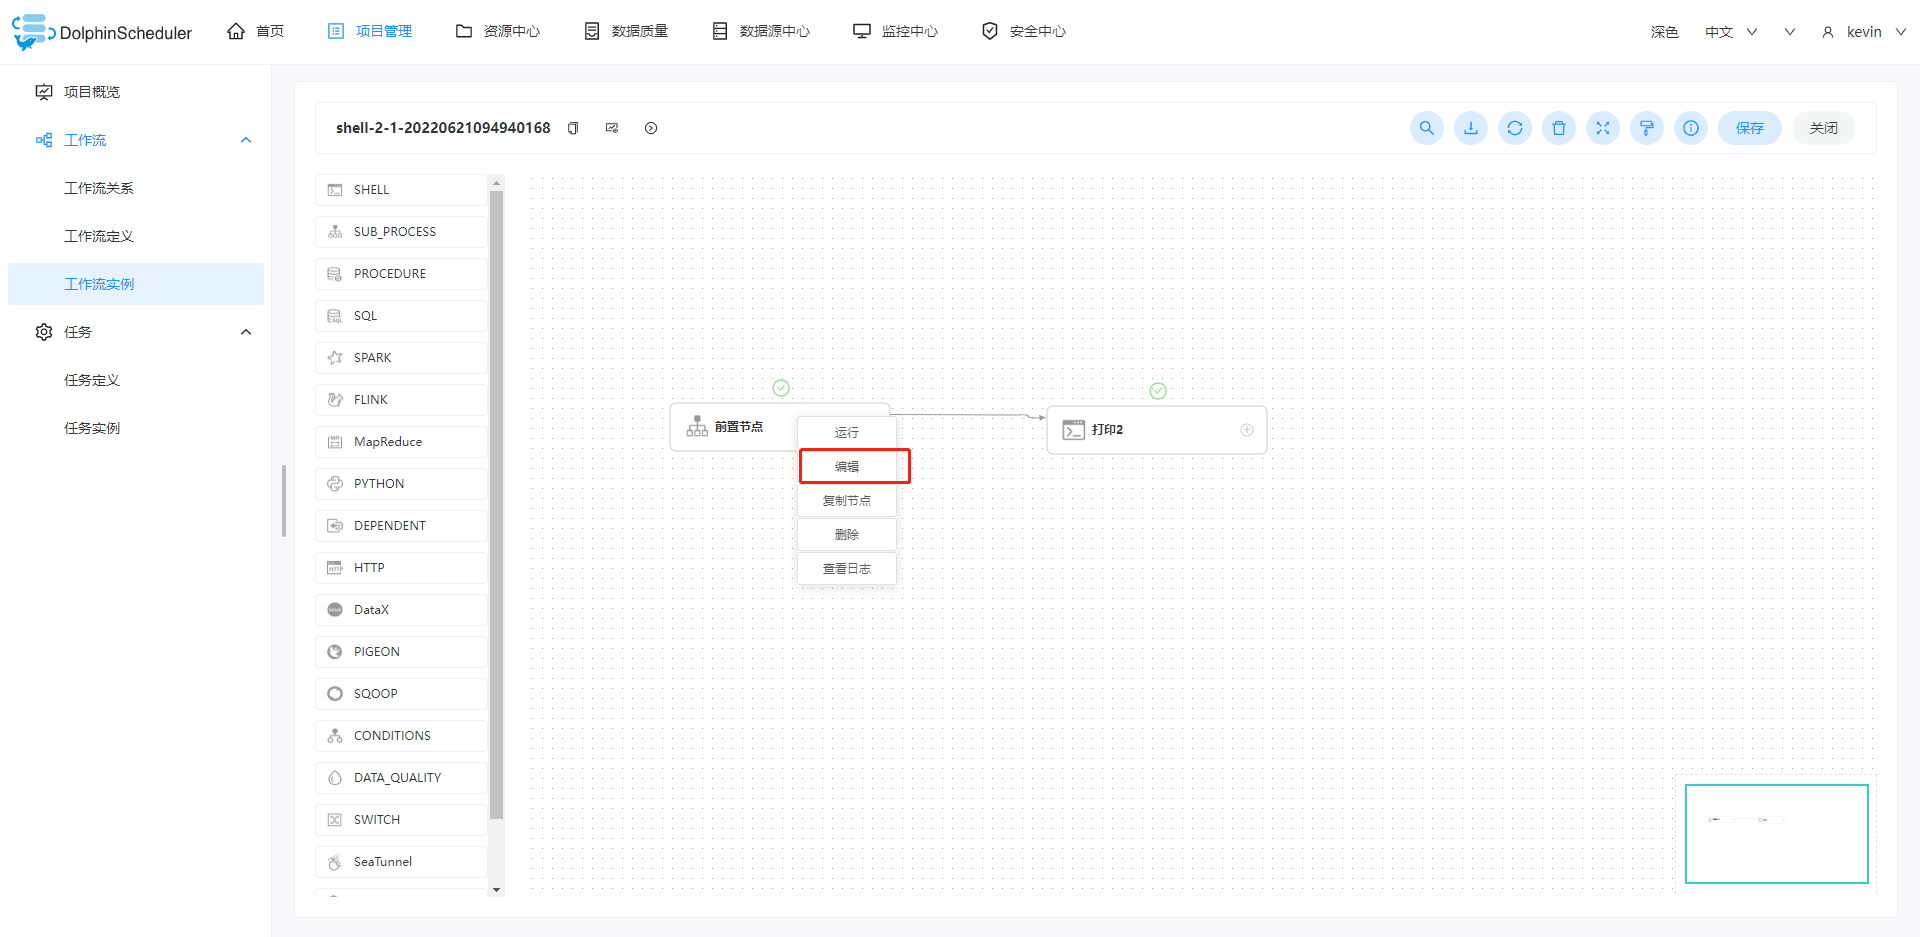 DolphinScheduler
首页
项目管理
资源中心
数据质量
数据源中心
监控中心
安全中心
深色
中文
kevin
项目概览
工作流
工作流关系
工作流定义
工作流实例
任务
任务定义
任务实例
shell-2-1-20220621094940168
保存
关闭
SHELL
SUB_PROCESS
PROCEDURE
SQL
SPARK
FLINK
MapReduce
PYTHON
DEPENDENT
HTTP
DataX
PIGEON
SQOOP
CONDITIONS
DATA_QUALITY
SWITCH
SeaTunnel
前置节点
打印2
运行
编辑
复制节点
删除
查看日志